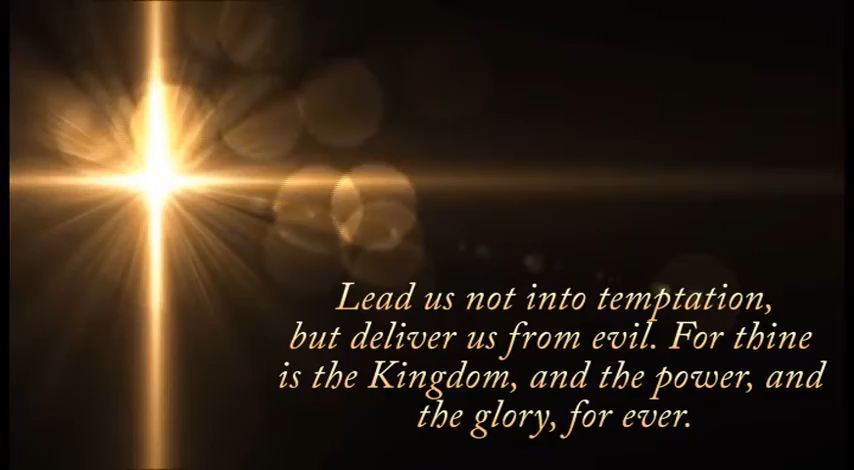 Lead us not into temptation,
but deliver us from evil. For thine
is the Kingdom, and the power, and
the glory, for ever.